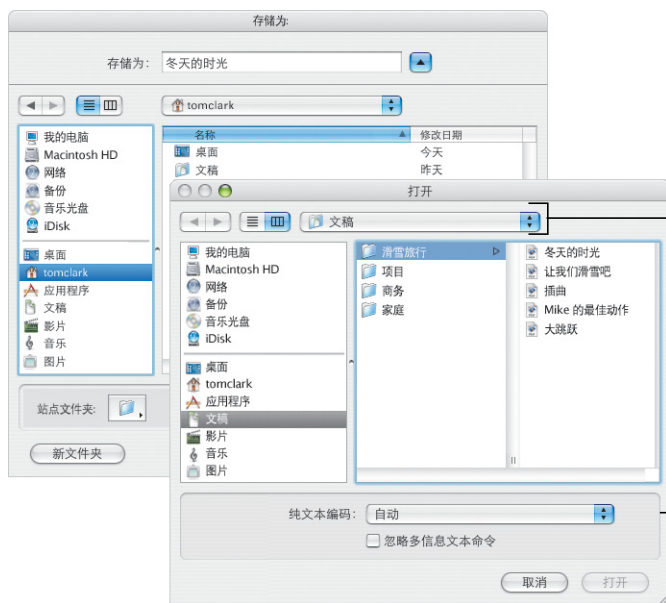 存储为:
存储为: 冬天的时光
tomclark
我的电脑
Macintosh HD
网络
备份
音乐光盘
iDisk
桌面
tomclark
应用程序
文稿
影片
音乐
图片
名称 修改日期
桌面 今天
文稿 昨天
站点文件夹:
新文件夹
打开
文稿
我的电脑
Macintosh HD
网络
备份
音乐光盘
iDisk
桌面
tomclark
应用程序
文稿
影片
音乐
图片
滑雪旅行
项目
商务
家庭
冬天的时光
让我们滑雪吧
插曲
Mike 的最佳动作
大跳跃
纯文本编码: 自动
忽略多信息文本命令
取消 打开